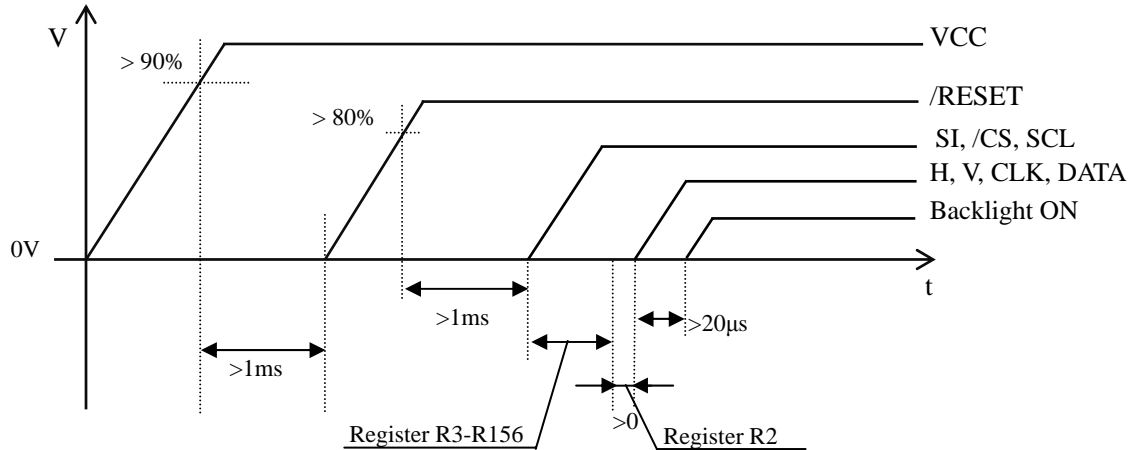 V
VCC
> 90%
/RESET
> 80%
SI, /CS, SCL
H, V, CLK, DATA
Backlight ON
0V
t
>1ms
>20μs
>1ms
>0
Register R3-R156
Register R2